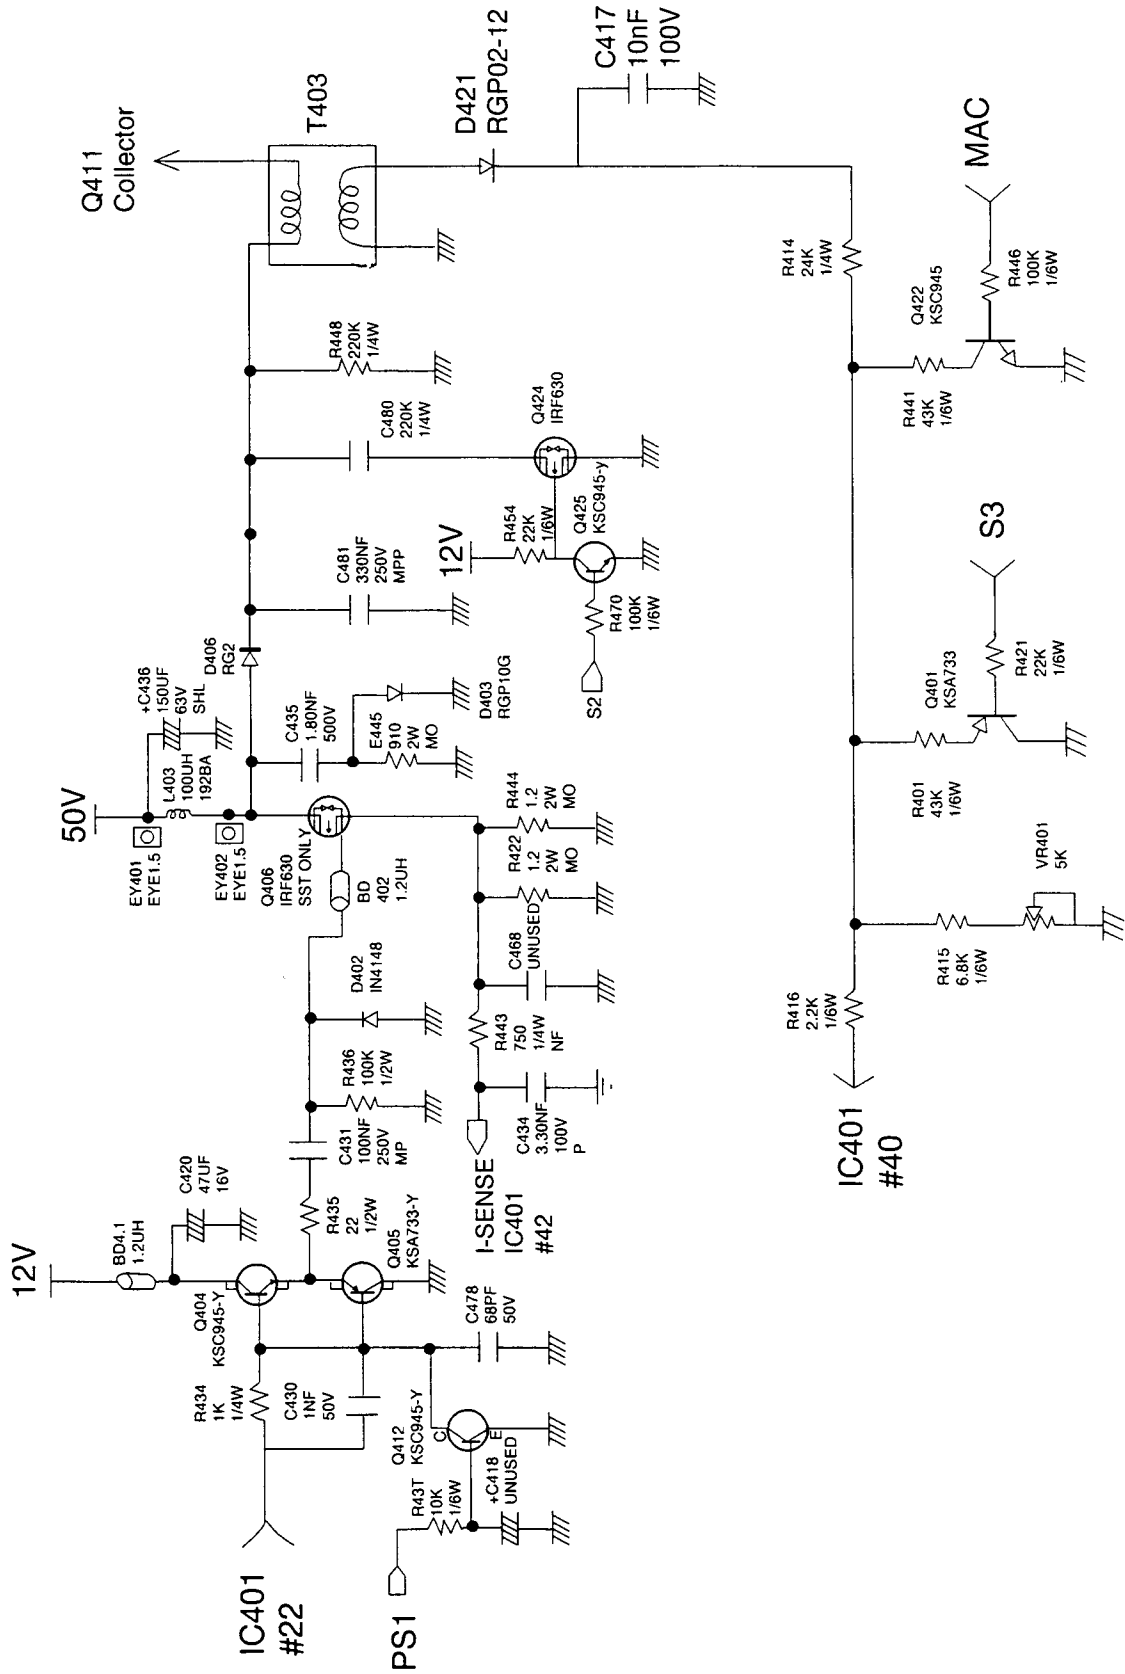 Q411
Collector
T403
D421
RGP02-12
C417
10nF
100V
50V
EY401
EYE1.5
+C436
150UF
63V
SHL
L403
100UH
192BA
EY402
EYE1.5
D406
RG2
R448
220K
1/4W
C480
220K
1/4W
Q424
IRF630
C481
330NF
250V
MPP
12V
R454
22K
1/6W
Q425
KSC945-y
R470
100K
1/6W
S2
Q406
IRF630
SST ONLY
C435
1.80NF
500V
E445
910
2W
MO
D403
RGP10G
BD
402
1.2UH
R444
1.2
2W
MO
R422
1.2
2W
MO
C468
UNUSED
D402
IN4148
R443
750
1/4W
NF
R436
100K
1/2W
C431
100NF
250V
MP
C434
3.30NF
100V
P
I-SENSE
IC401
#42
12V
BD4.1
1.2UH
C420
47UF
16V
Q404
KSC945-Y
R435
22
1/2W
Q405
KSA733-Y
R434
1K
1/4W
C430
1NF
50V
C478
68PF
50V
Q412
KSC945-Y
C
E
R43T
10K
1/6W
+C418
UNUSED
IC401
#22
PS1
R414
24K
1/4W
Q422
KSC945
R446
100K
1/6W
MAC
R441
43K
1/6W
Q401
KSA733
R421
22K
1/6W
S3
R401
43K
1/6W
VR401
5K
R415
6.8K
1/6W
R416
2.2K
1/6W
IC401
#40